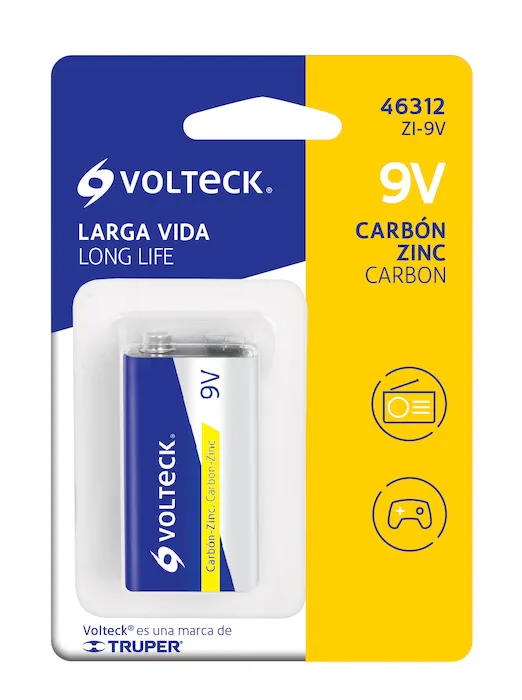 46312
ZI-9V
9V
VOLTECK®
LARGA VIDA
LONG LIFE
CARBÓN
ZINC
CARBON
9V
VOLTECK®
Carbón-Zinc. Carbon-Zinc
Volteck® es una marca de
TRUPER®